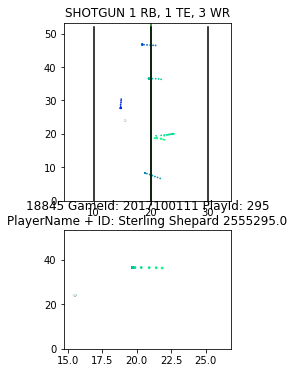 SHOTGUN 1 RB, 1 TE, 3 WR
50
40
30
20
10
0
10 20 30
18845 GameId: 2017100111 PlayId: 295
PlayerName + ID: Sterling Shepard 2555295.0
40
20
0
15.0 17.5 20.0 22.5 25.0